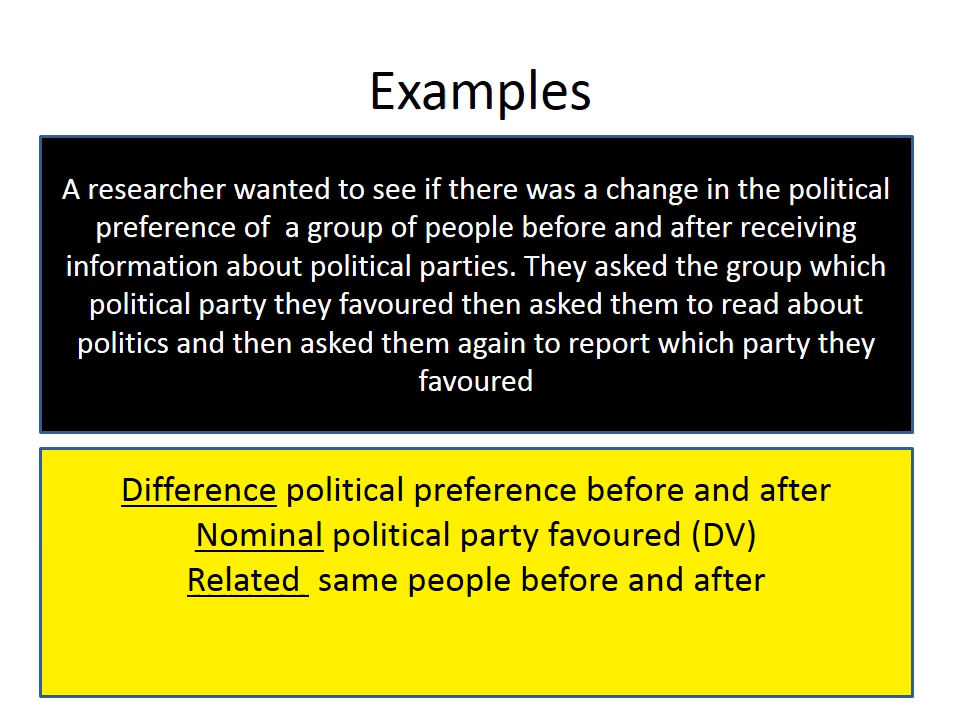 Examples
A researcher wanted to see if there was a change in the political
preference of  a group of people before and after receiving
information about political parties. They asked the group which
political party they favoured then asked them to read about
politics and then asked them again to report which party they
favoured
Difference political preference before and after
Nominal political party favoured (DV)
Related  same people before and after